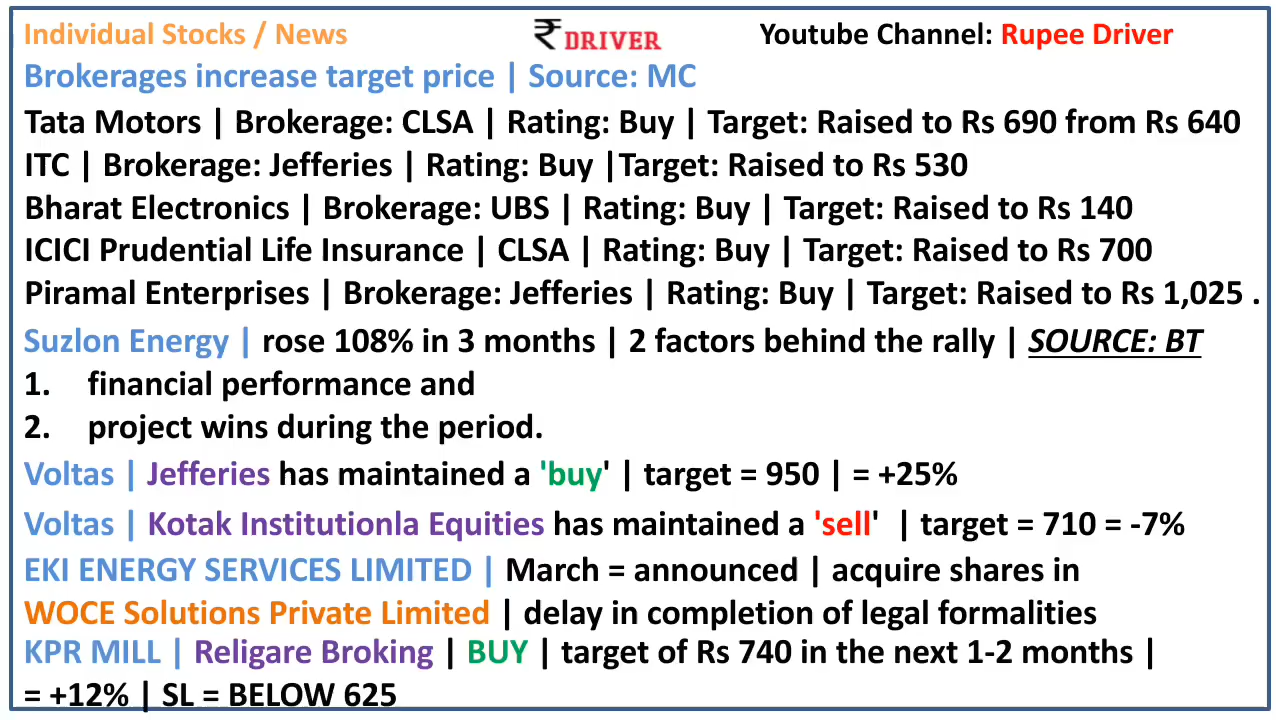 Individual Stocks / News ₹ DRIVER Youtube Channel: Rupee Driver
Brokerages increase target price | Source: MC
Tata Motors | Brokerage: CLSA | Rating: Buy | Target: Raised to Rs 690 from Rs 640
ITC | Brokerage: Jefferies | Rating: Buy |Target: Raised to Rs 530
Bharat Electronics | Brokerage: UBS | Rating: Buy | Target: Raised to Rs 140
ICICI Prudential Life Insurance | CLSA | Rating: Buy | Target: Raised to Rs 700
Piramal Enterprises | Brokerage: Jefferies | Rating: Buy | Target: Raised to Rs 1,025 .
Suzlon Energy | rose 108% in 3 months | 2 factors behind the rally | SOURCE: BT
1. financial performance and
2. project wins during the period.
Voltas | Jefferies has maintained a 'buy' | target = 950 | = +25%
Voltas | Kotak Institutionla Equities has maintained a 'sell' | target = 710 = -7%
EKI ENERGY SERVICES LIMITED | March = announced | acquire shares in
WOCE Solutions Private Limited | delay in completion of legal formalities
KPR MILL | Religare Broking | BUY | target of Rs 740 in the next 1-2 months |
= +12% | SL = BELOW 625